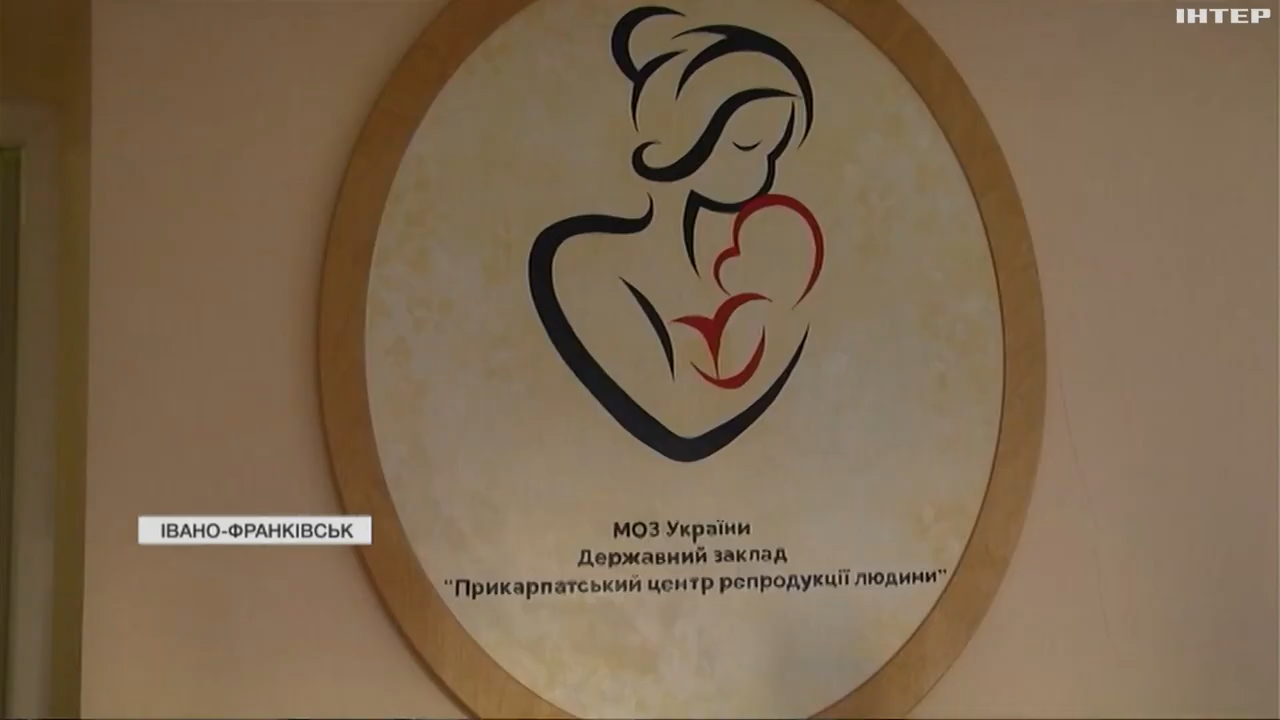 ІНТЕР
ІВАНО-ФРАНКІВСЬК
МОЗ України
Державний заклад
"Прикарпатський центр репродукції людини"